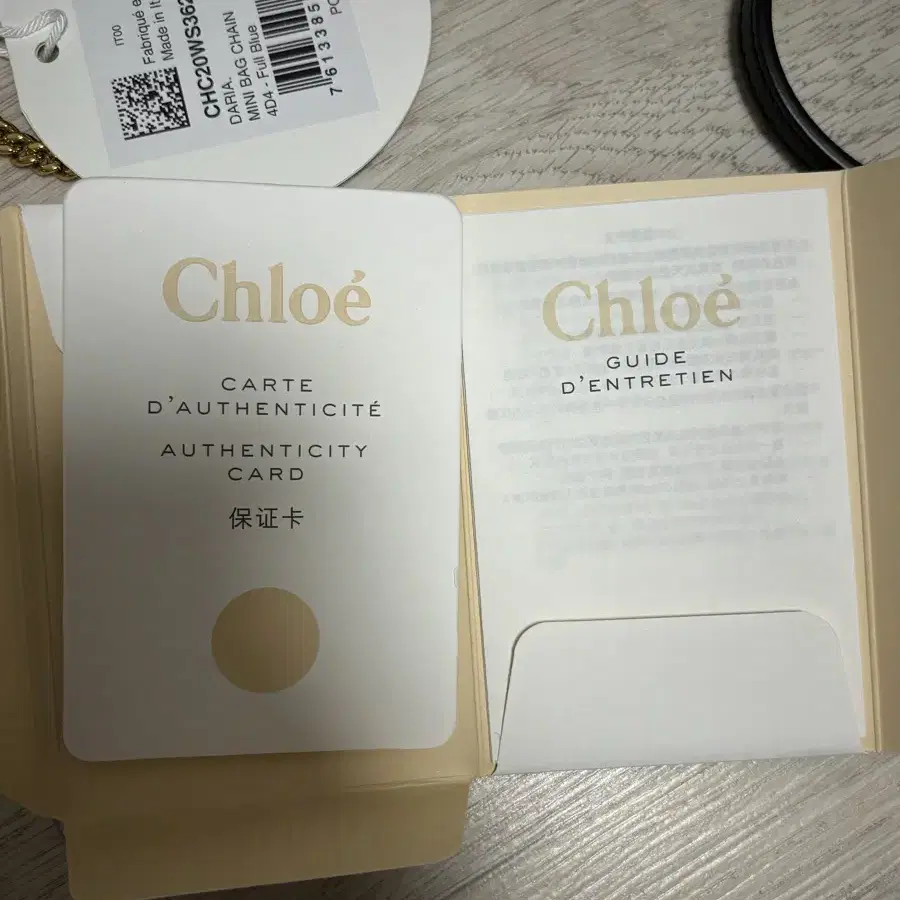 IT00
Fabriqué e
Made in It
CHC20WS362
DARIA.
MINI BAG CHAIN
4D4 - Full Blue
7 613385
PC
Chloé
CARTE
D'AUTHENTICITÉ
AUTHENTICITY
CARD
保证卡
Chloé
GUIDE
D'ENTRETIEN